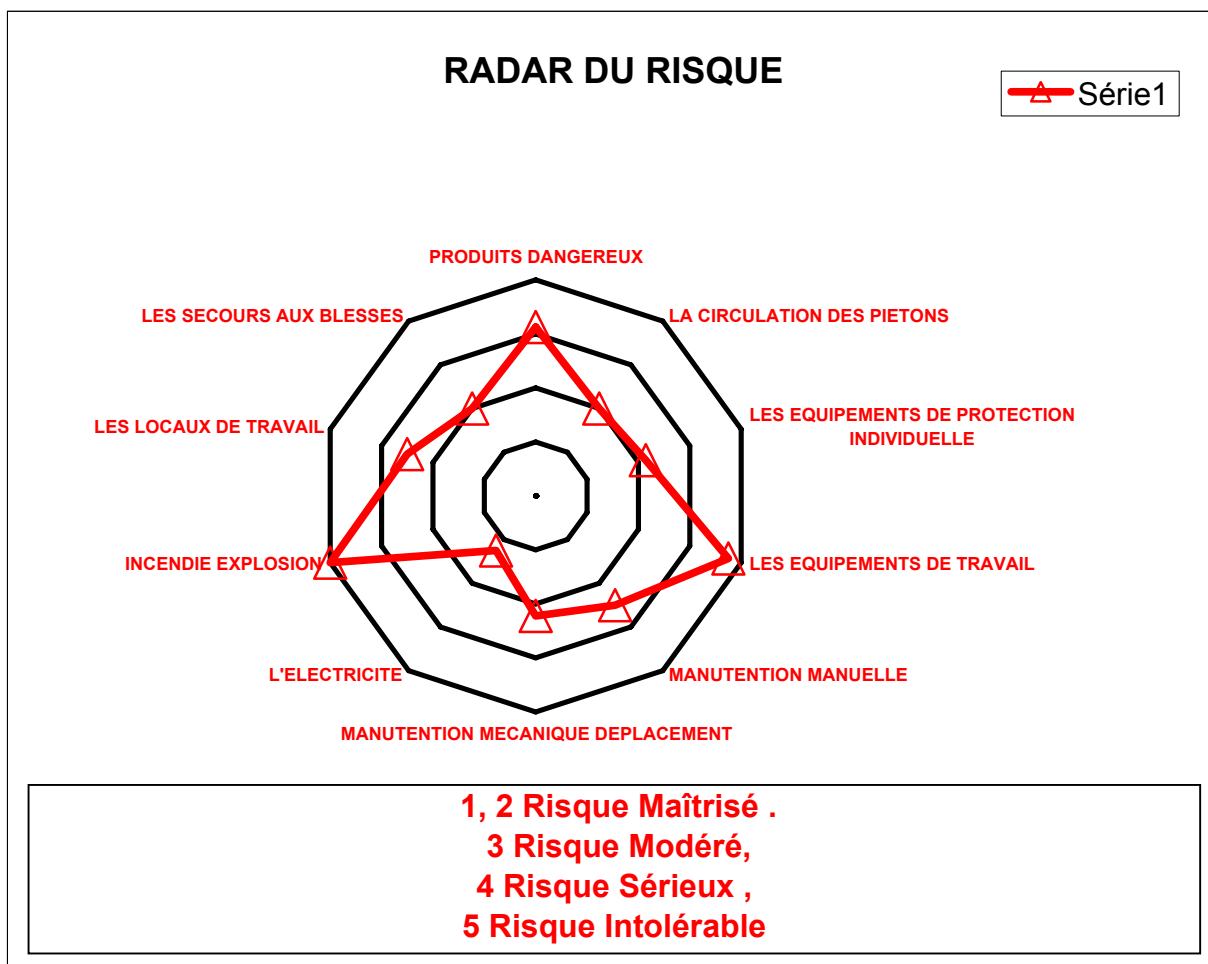 RADAR DU RISQUE
Série1
PRODUITS DANGEREUX
LES SECOURS AUX BLESSES
LA CIRCULATION DES PIETONS
LES LOCAUX DE TRAVAIL
LES EQUIPEMENTS DE PROTECTION
INDIVIDUELLE
INCENDIE EXPLOSION
LES EQUIPEMENTS DE TRAVAIL
L'ELECTRICITE
MANUTENTION MANUELLE
MANUTENTION MECANIQUE DEPLACEMENT
1, 2 Risque Maîtrisé .
3 Risque Modéré,
4 Risque Sérieux ,
5 Risque Intolérable